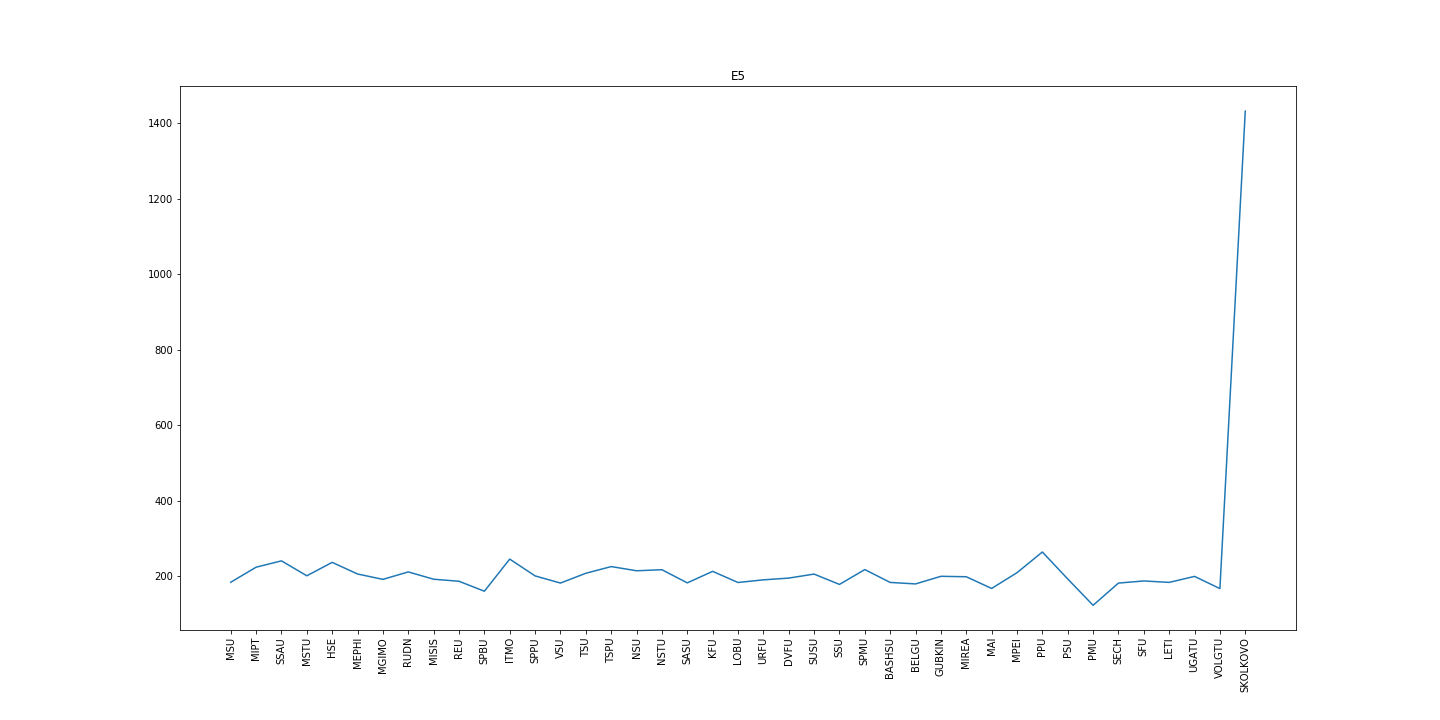 E5
1400
1200
1000
800
600
400
200
MSU
MIPT
SSAU
MSTU
HSE
MEPHI
MGIMO
RUDN
MISIS
REU
SPBU
ITMO
SPPU
VSU
TSU
TSPU
NSU
NSTU
SASU
KFU
LOBU
URFU
DVFU
SUSU
SSU
SPMU
BASHSU
BELGU
GUBKIN
MIREA
MAI
MPEI
PPU
PSU
PMU
SECH
SFU
LETI
UGATU
VOLGTU
SKOLKOVO